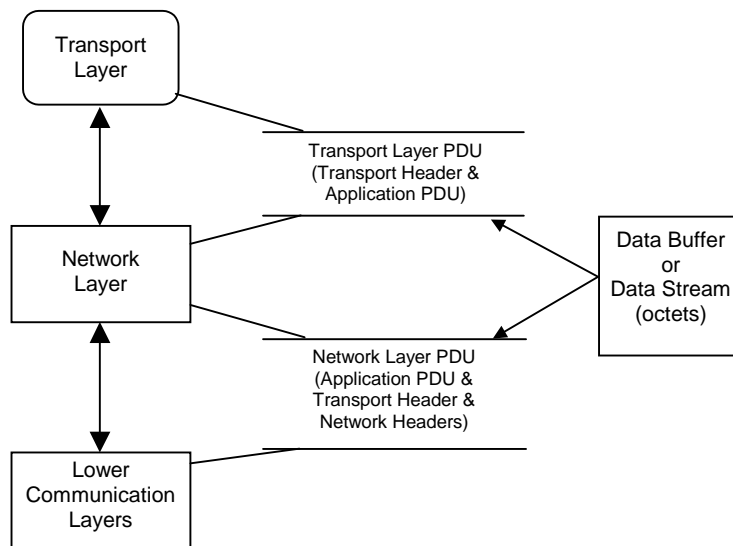 Transport
Layer
Transport Layer PDU
(Transport Header &
Application PDU)
Network
Layer
Data Buffer
or
Data Stream
(octets)
Network Layer PDU
(Application PDU &
Transport Header &
Network Headers)
Lower
Communication
Layers